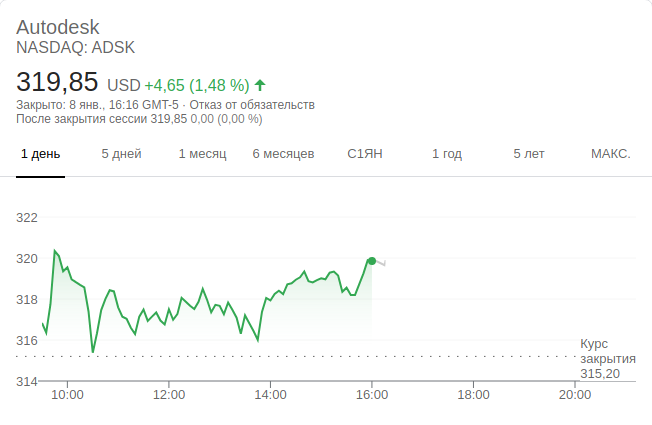 Autodesk
NASDAQ: ADSK
319,85 USD +4,65 (1,48 %)
Закрыто: 8 янв., 16:16 GMT-5 · Отказ от обязательств
После закрытия сессии 319,85 0,00 (0,00 %)
1 день 5 дней 1 месяц 6 месяцев С1ЯН 1 год 5 лет МАКС.
322
320
318
316
Курс
закрытия
315,20
314
10:00 12:00 14:00 16:00 18:00 20:00